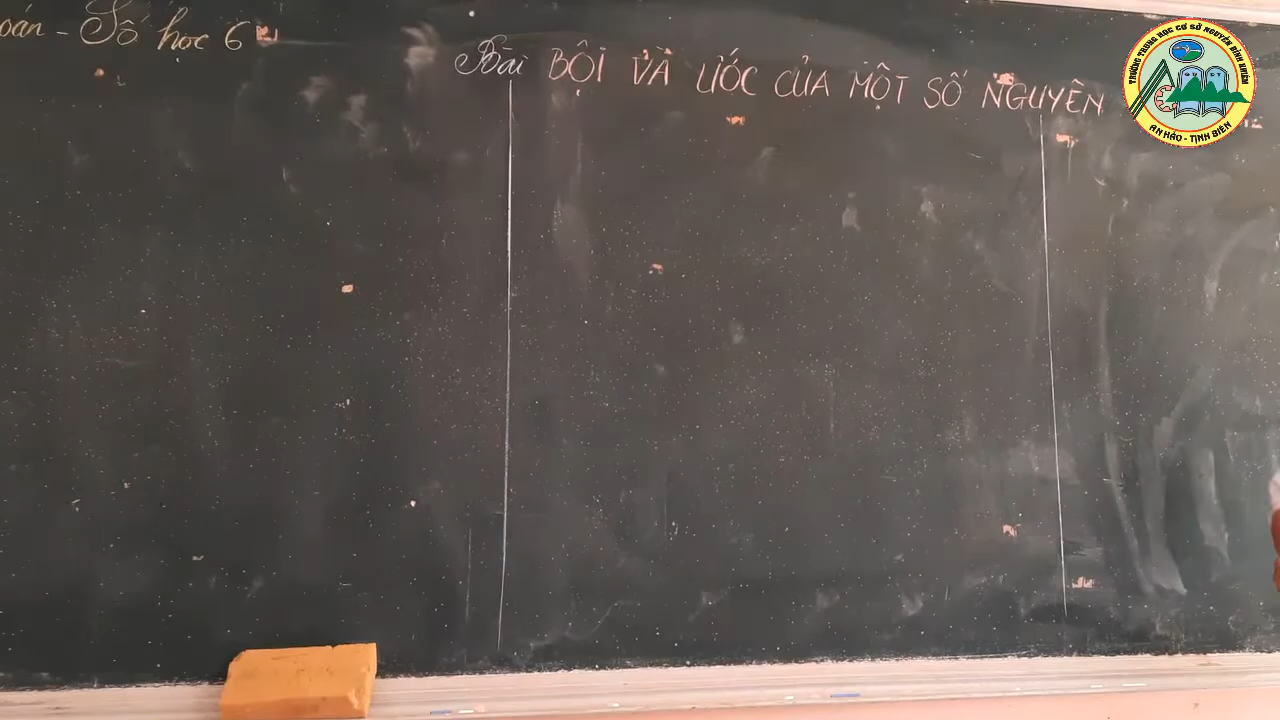 oán - Số học 6
Bài BỘI VÀ ƯỚC CỦA MỘT SỐ NGUYÊN
TRƯỜNG TRUNG HỌC CƠ SỞ NGUYỄN ĐÌNH KHIÊM
AN HẢO - TỊNH BIÊN